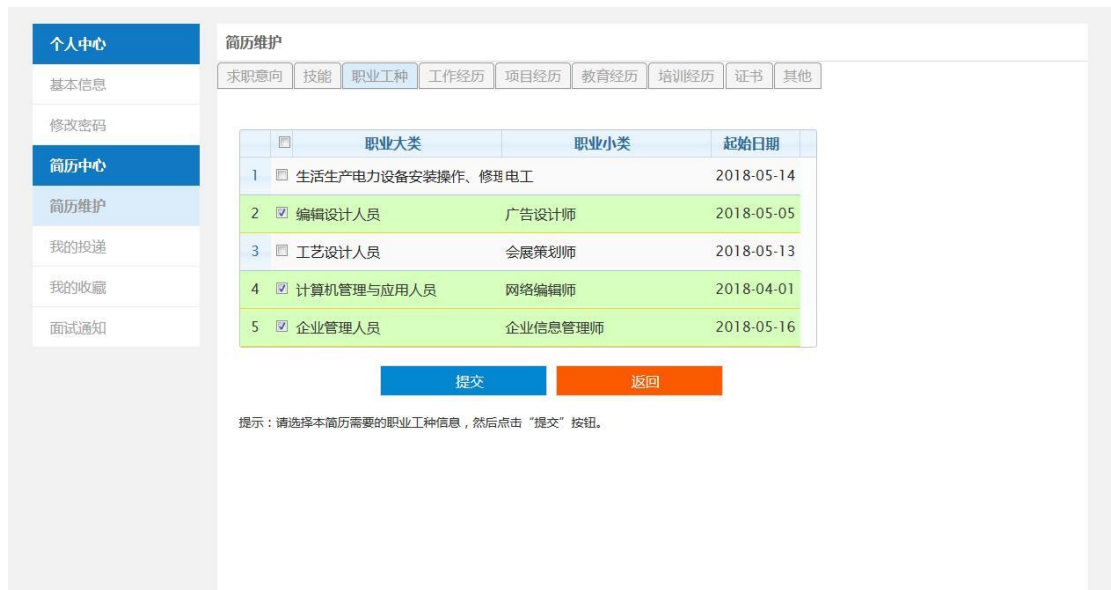 个人中心
基本信息
修改密码
简历中心
简历维护
我的投递
我的收藏
面试通知
简历维护
求职意向 技能 职业工种 工作经历 项目经历 教育经历 培训经历 证书 其他
职业大类 职业小类 起始日期
1 生活生产电力设备安装操作、修理 电工 2018-05-14
2 编辑设计人员 广告设计师 2018-05-05
3 工艺设计人员 会展策划师 2018-05-13
4 计算机管理与应用人员 网络编辑师 2018-04-01
5 企业管理人员 企业信息管理师 2018-05-16
提交 返回
提示：请选择本简历需要的职业工种信息，然后点击“提交”按钮。